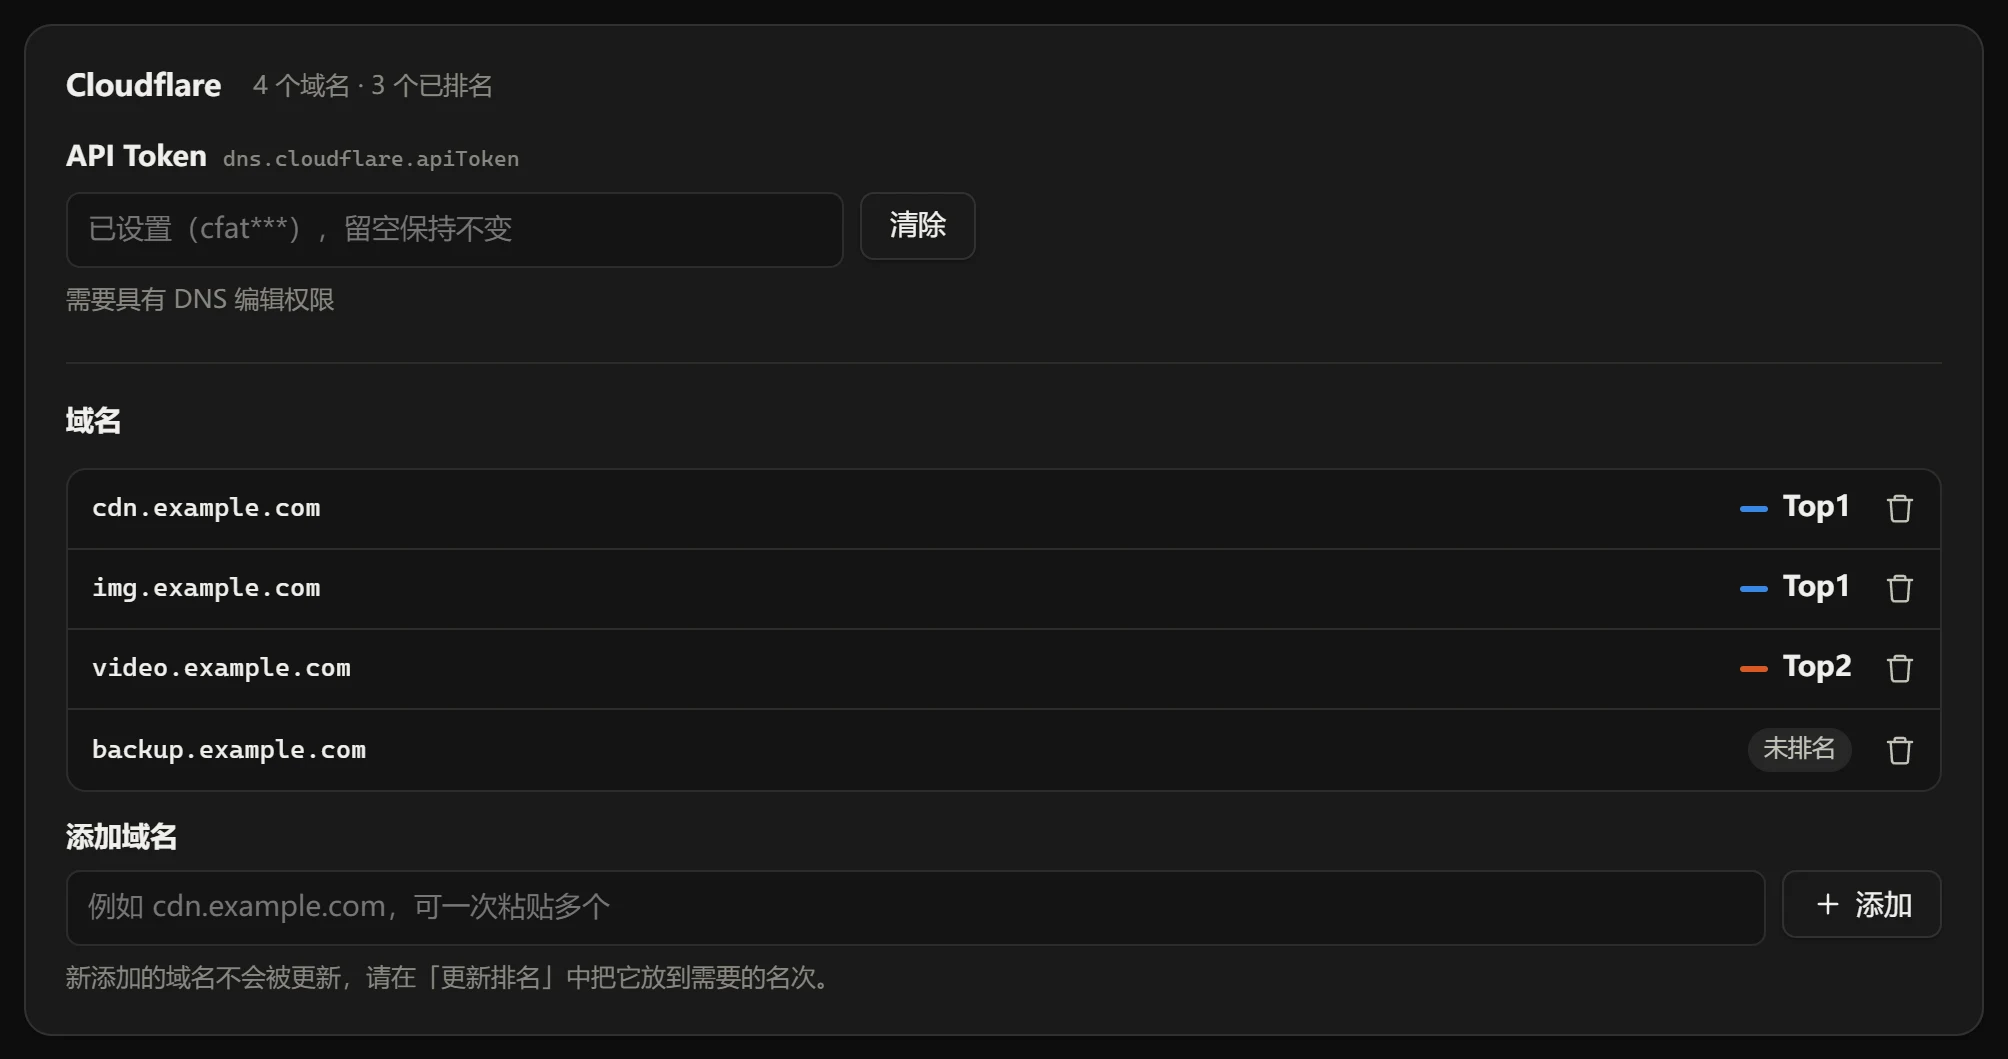 Cloudflare 4 个域名 · 3 个已排名
API Token dns.cloudflare.apiToken
已设置（cfat***），留空保持不变 清除
需要具有 DNS 编辑权限
域名
cdn.example.com Top1
img.example.com Top1
video.example.com Top2
backup.example.com 未排名
添加域名
例如 cdn.example.com，可一次粘贴多个 + 添加
新添加的域名不会被更新，请在「更新排名」中把它放到需要的名次。